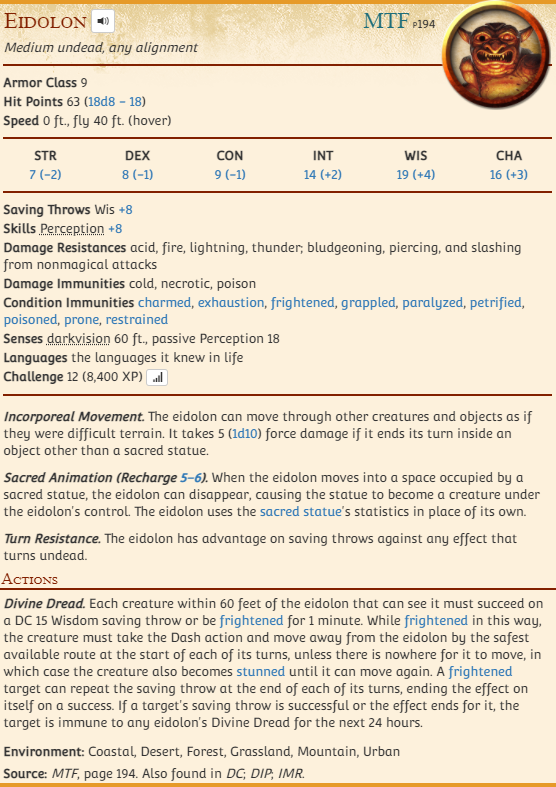 Eidolon MTF p194
Medium undead, any alignment
Armor Class 9
Hit Points 63 (18d8 − 18)
Speed 0 ft., fly 40 ft. (hover)
STR DEX CON INT WIS CHA
7 (−2) 8 (−1) 9 (−1) 14 (+2) 19 (+4) 16 (+3)
Saving Throws Wis +8
Skills Perception +8
Damage Resistances acid, fire, lightning, thunder; bludgeoning, piercing, and slashing
from nonmagical attacks
Damage Immunities cold, necrotic, poison
Condition Immunities charmed, exhaustion, frightened, grappled, paralyzed, petrified,
poisoned, prone, restrained
Senses darkvision 60 ft., passive Perception 18
Languages the languages it knew in life
Challenge 12 (8,400 XP)
Incorporeal Movement. The eidolon can move through other creatures and objects as if
they were difficult terrain. It takes 5 (1d10) force damage if it ends its turn inside an
object other than a sacred statue.
Sacred Animation (Recharge 5–6). When the eidolon moves into a space occupied by a
sacred statue, the eidolon can disappear, causing the statue to become a creature under
the eidolon's control. The eidolon uses the sacred statue's statistics in place of its own.
Turn Resistance. The eidolon has advantage on saving throws against any effect that
turns undead.
Actions
Divine Dread. Each creature within 60 feet of the eidolon that can see it must succeed on
a DC 15 Wisdom saving throw or be frightened for 1 minute. While frightened in this way,
the creature must take the Dash action and move away from the eidolon by the safest
available route at the start of each of its turns, unless there is nowhere for it to move, in
which case the creature also becomes stunned until it can move again. A frightened
target can repeat the saving throw at the end of each of its turns, ending the effect on
itself on a success. If a target's saving throw is successful or the effect ends for it, the
target is immune to any eidolon's Divine Dread for the next 24 hours.
Environment: Coastal, Desert, Forest, Grassland, Mountain, Urban
Source: MTF, page 194. Also found in DC; DIP; IMR.